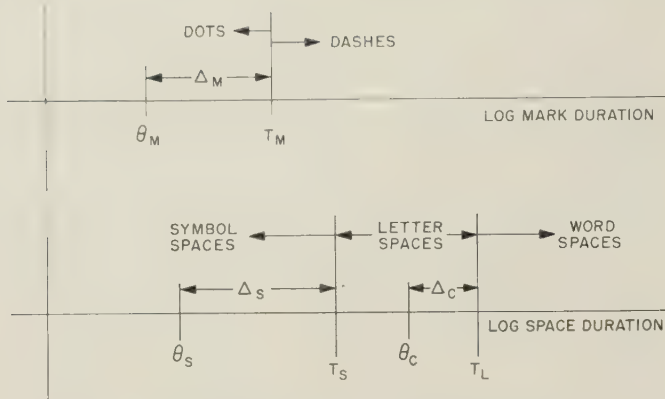 DOTS
DASHES
Δ_M
LOG MARK DURATION
θ_M T_M
SYMBOL SPACES
LETTER SPACES
WORD SPACES
Δ_S Δ_C
LOG SPACE DURATION
θ_S T_S θ_C T_L